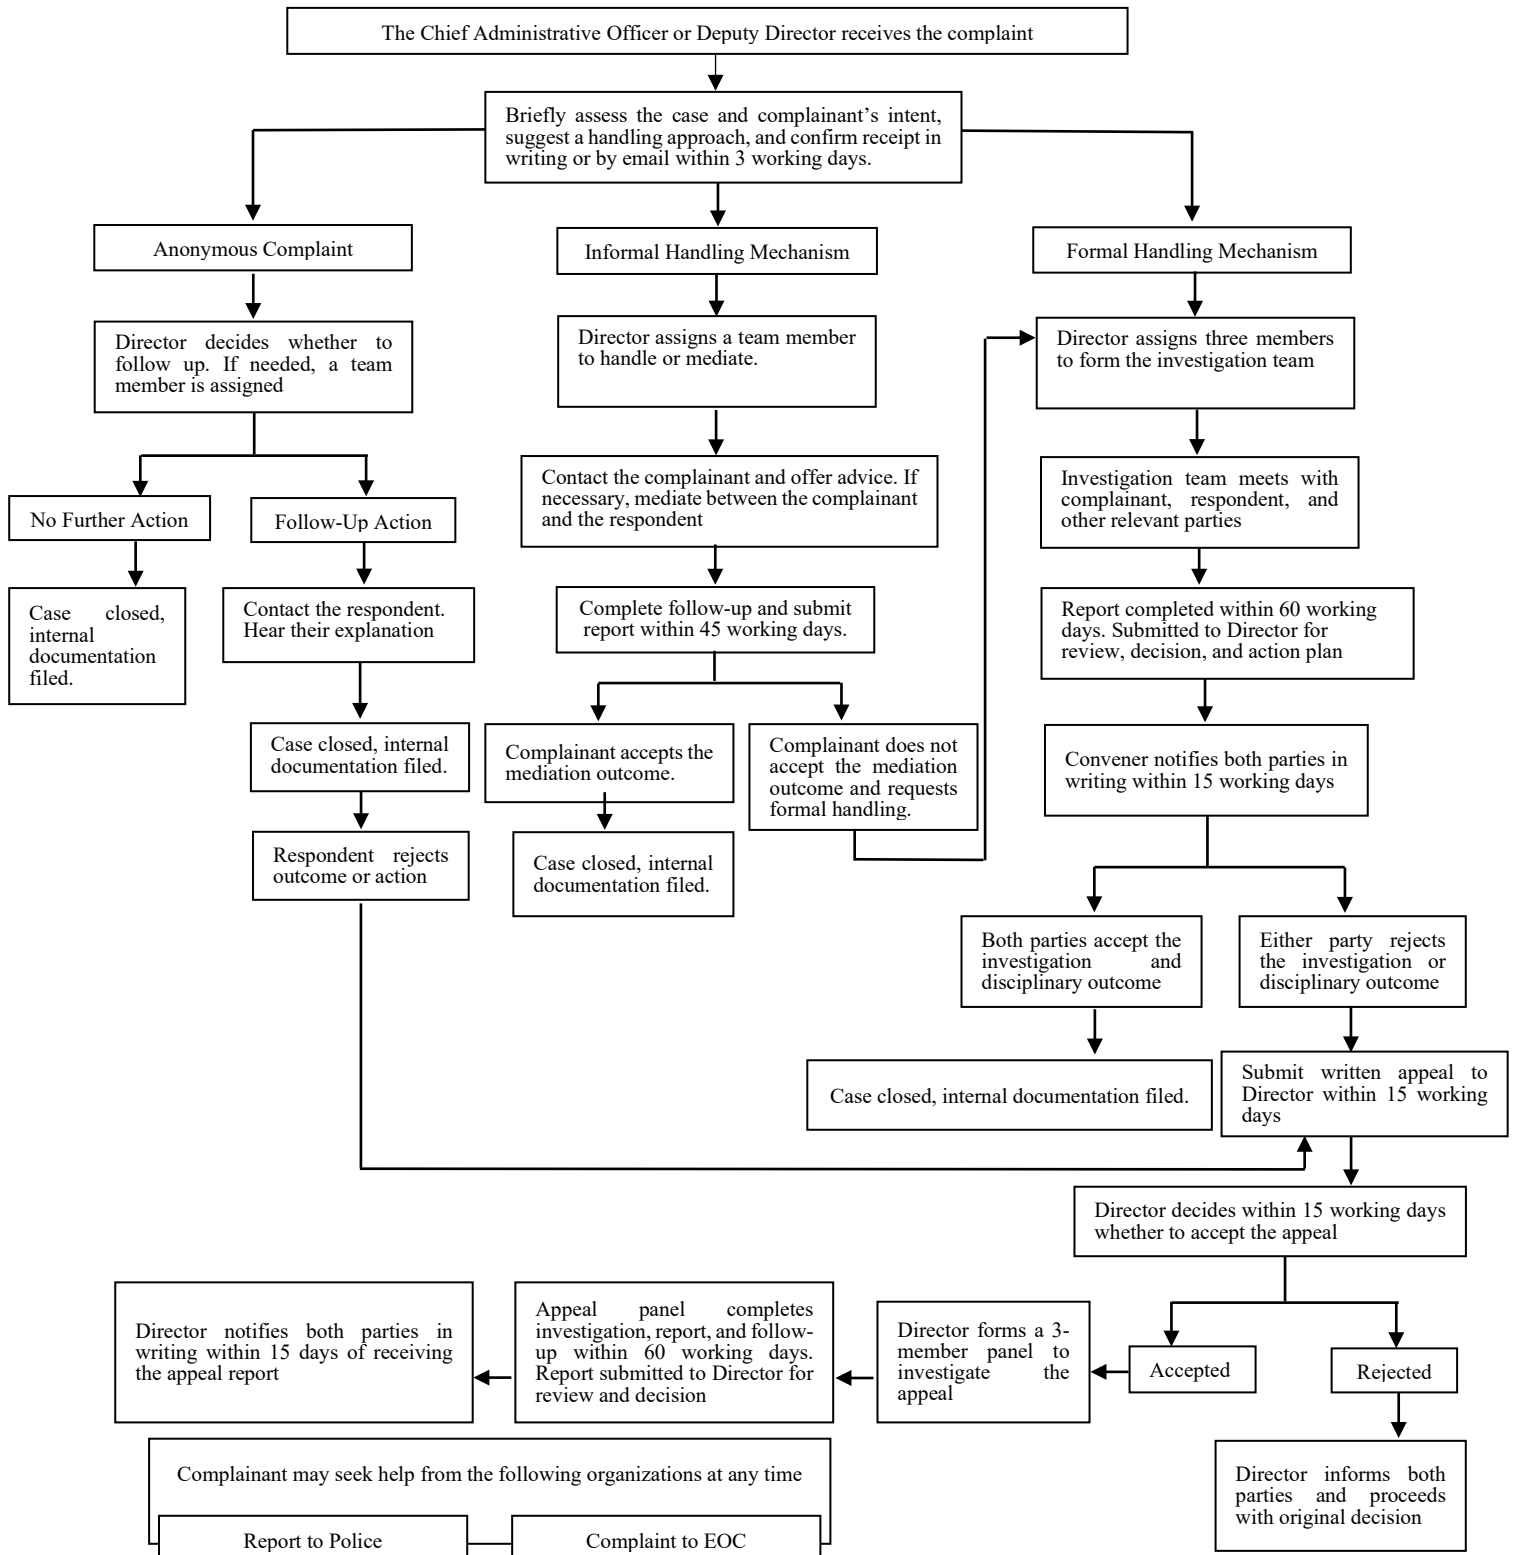 The Chief Administrative Officer or Deputy Director receives the complaint
Briefly assess the case and complainant’s intent,
suggest a handling approach, and confirm receipt in
writing or by email within 3 working days.
Anonymous Complaint
Informal Handling Mechanism
Formal Handling Mechanism
Director decides whether to
follow up. If needed, a team
member is assigned
Director assigns a team member
to handle or mediate.
Director assigns three members
to form the investigation team
No Further Action
Follow-Up Action
Contact the complainant and offer advice. If
necessary, mediate between the complainant
and the respondent
Investigation team meets with
complainant, respondent, and
other relevant parties
Case closed,
internal
documentation
filed.
Contact the respondent.
Hear their explanation
Complete follow-up and submit
report within 45 working days.
Report completed within 60 working
days. Submitted to Director for
review, decision, and action plan
Case closed, internal
documentation filed.
Complainant accepts the
mediation outcome.
Complainant does not
accept the mediation
outcome and requests
formal handling.
Convener notifies both parties in
writing within 15 working days
Respondent rejects
outcome or action
Case closed, internal
documentation filed.
Both parties accept the
investigation and
disciplinary outcome
Either party rejects
the investigation or
disciplinary outcome
Case closed, internal documentation filed.
Submit written appeal to
Director within 15 working
days
Director decides within 15 working days
whether to accept the appeal
Director notifies both parties in
writing within 15 days of receiving
the appeal report
Appeal panel completes
investigation, report, and follow-
up within 60 working days.
Report submitted to Director for
review and decision
Director forms a 3-
member panel to
investigate the
appeal
Accepted
Rejected
Complainant may seek help from the following organizations at any time
Report to Police
Complaint to EOC
Director informs both
parties and proceeds
with original decision